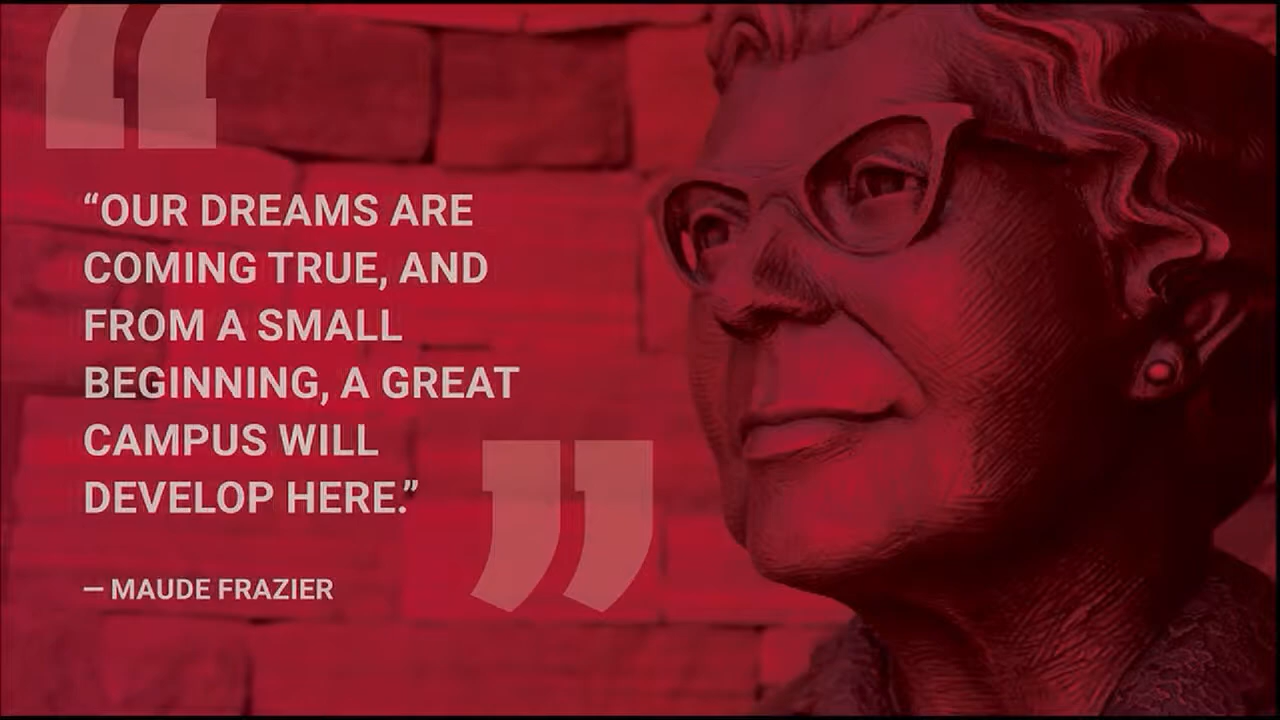 “OUR DREAMS ARE
COMING TRUE, AND
FROM A SMALL
BEGINNING, A GREAT
CAMPUS WILL
DEVELOP HERE.”
— MAUDE FRAZIER